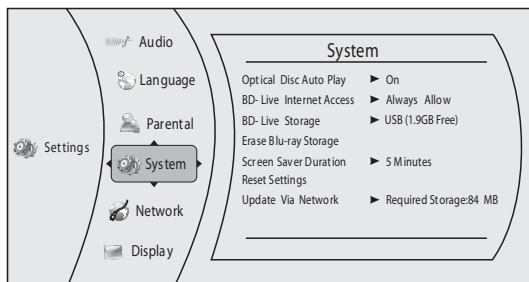 Settings
Audio
Language
Parental
System
Network
Display
System
Optical Disc Auto Play ► On
BD- Live Internet Access ► Always Allow
BD- Live Storage ► USB (1.9GB Free)
Erase Blu-ray Storage
Screen Saver Duration ► 5 Minutes
Reset Settings
Update Via Network ► Required Storage:84 MB